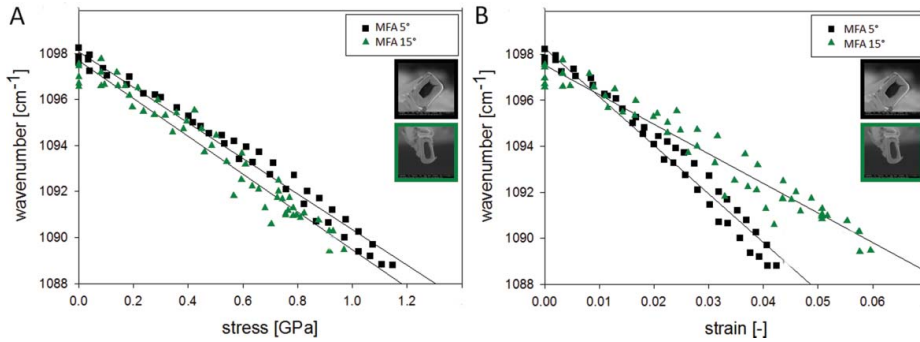 A
MFA 5°
MFA 15°
wavenumber [cm⁻¹]
1098
1096
1094
1092
1090
1088
0.0
0.2
0.4
0.6
0.8
1.0
1.2
stress [GPa]
B
MFA 5°
MFA 15°
wavenumber [cm⁻¹]
1098
1096
1094
1092
1090
1088
0.00
0.01
0.02
0.03
0.04
0.05
0.06
strain [-]